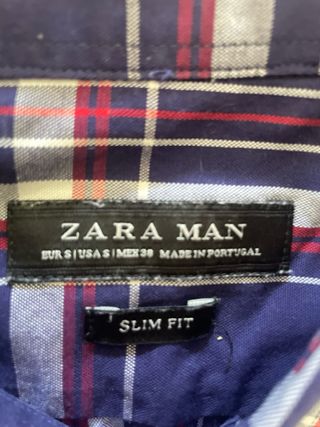 ZARA MAN
EUR S | USA S | MEX 38 MADE IN PORTUGAL
SLIM FIT